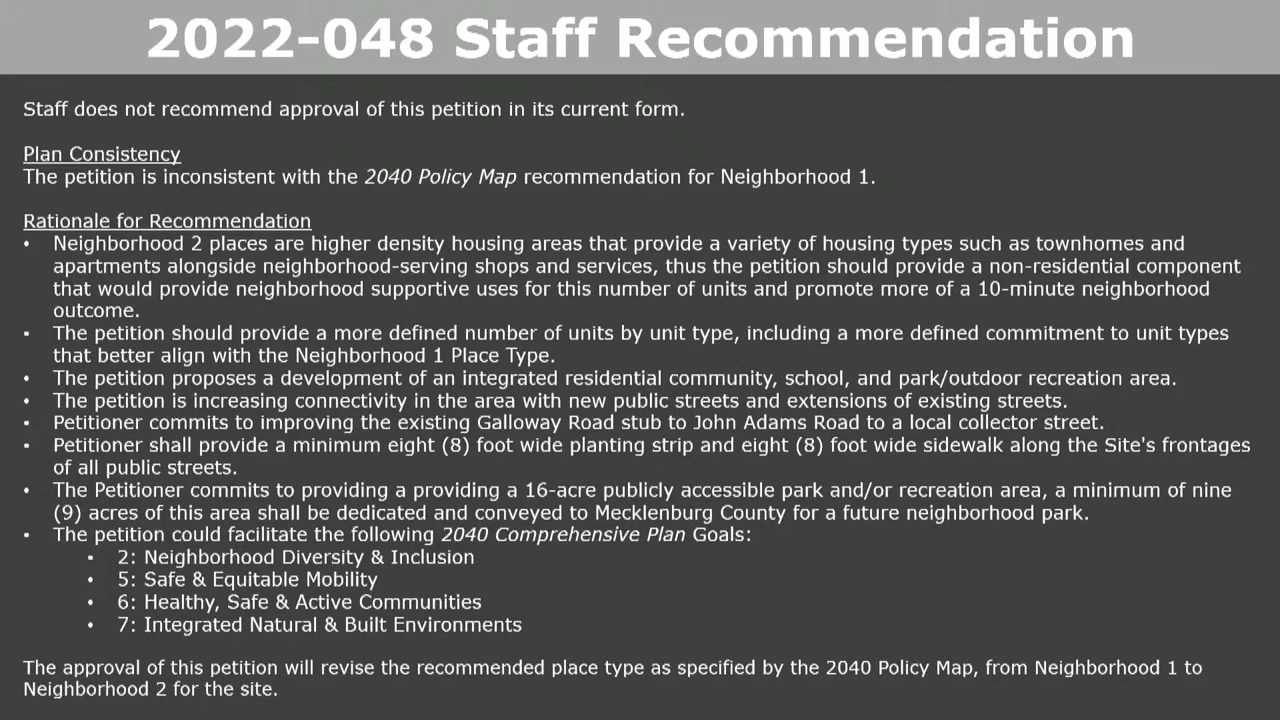 2022-048 Staff Recommendation
Staff does not recommend approval of this petition in its current form.
Plan Consistency
The petition is inconsistent with the 2040 Policy Map recommendation for Neighborhood 1.
Rationale for Recommendation
• Neighborhood 2 places are higher density housing areas that provide a variety of housing types such as townhomes and
apartments alongside neighborhood-serving shops and services, thus the petition should provide a non-residential component
that would provide neighborhood supportive uses for this number of units and promote more of a 10-minute neighborhood
outcome.
• The petition should provide a more defined number of units by unit type, including a more defined commitment to unit types
that better align with the Neighborhood 1 Place Type.
• The petition proposes a development of an integrated residential community, school, and park/outdoor recreation area.
• The petition is increasing connectivity in the area with new public streets and extensions of existing streets.
• Petitioner commits to improving the existing Galloway Road stub to John Adams Road to a local collector street.
• Petitioner shall provide a minimum eight (8) foot wide planting strip and eight (8) foot wide sidewalk along the Site's frontages
of all public streets.
• The Petitioner commits to providing a providing a 16-acre publicly accessible park and/or recreation area, a minimum of nine
(9) acres of this area shall be dedicated and conveyed to Mecklenburg County for a future neighborhood park.
• The petition could facilitate the following 2040 Comprehensive Plan Goals:
• 2: Neighborhood Diversity & Inclusion
• 5: Safe & Equitable Mobility
• 6: Healthy, Safe & Active Communities
• 7: Integrated Natural & Built Environments
The approval of this petition will revise the recommended place type as specified by the 2040 Policy Map, from Neighborhood 1 to
Neighborhood 2 for the site.